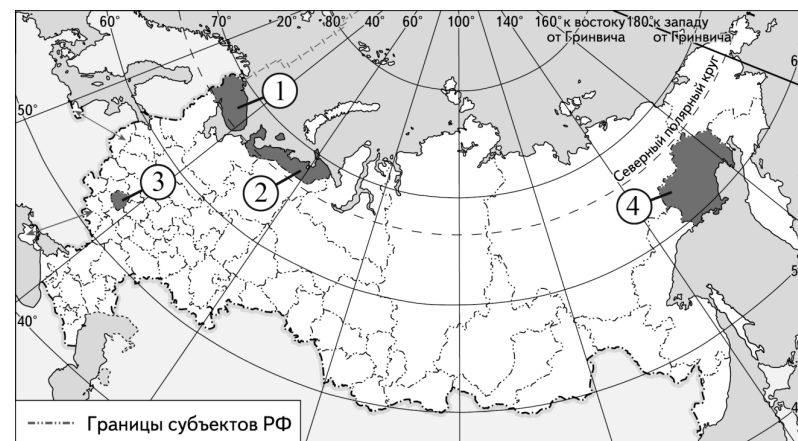 60° 70° 20° 80° 40° 60° 100° 140° 160° к востоку 180° к западу
от Гринвича от Гринвича
Северный полярный круг
50°
40°
1
2
3
4
Границы субъектов РФ